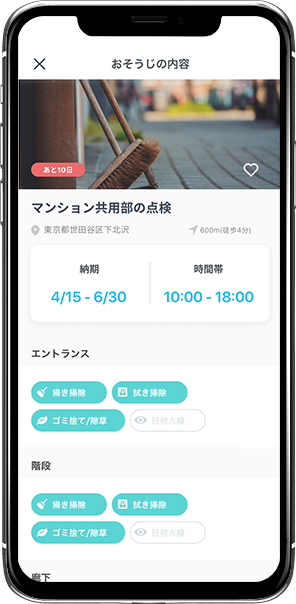 おそうじの内容
あと10日
マンション共用部の点検
東京都世田谷区下北沢 600m(徒歩4分)
納期 時間帯
4/15 - 6/30 10:00 - 18:00
エントランス
掃き掃除 拭き掃除
ゴミ捨て/除草 目視点検
階段
掃き掃除 拭き掃除
ゴミ捨て/除草 目視点検
廊下